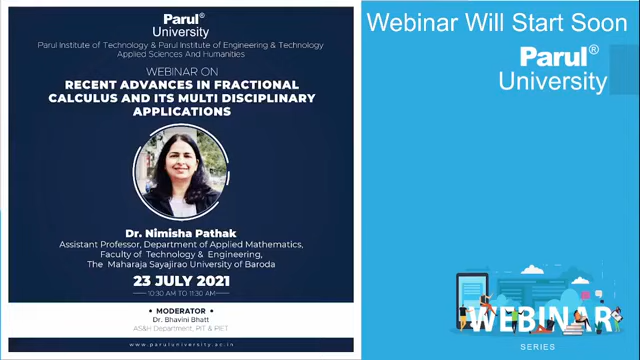 Parul®
University
Parul Institute of Technology & Parul Institute of Engineering & Technology
Applied Sciences And Humanities
WEBINAR ON
RECENT ADVANCES IN FRACTIONAL
CALCULUS AND ITS MULTI DISCIPLINARY
APPLICATIONS
Dr. Nimisha Pathak
Assistant Professor, Department of Applied Mathematics,
Faculty of Technology & Engineering,
The Maharaja Sayajirao University of Baroda
23 JULY 2021
10:30 AM TO 11:30 AM
• MODERATOR •
Dr. Bhavini Bhatt
AS&H Department, PIT & PIET
www.paruluniversity.ac.in
Webinar Will Start Soon
Parul®
University
WEBINAR
SERIES